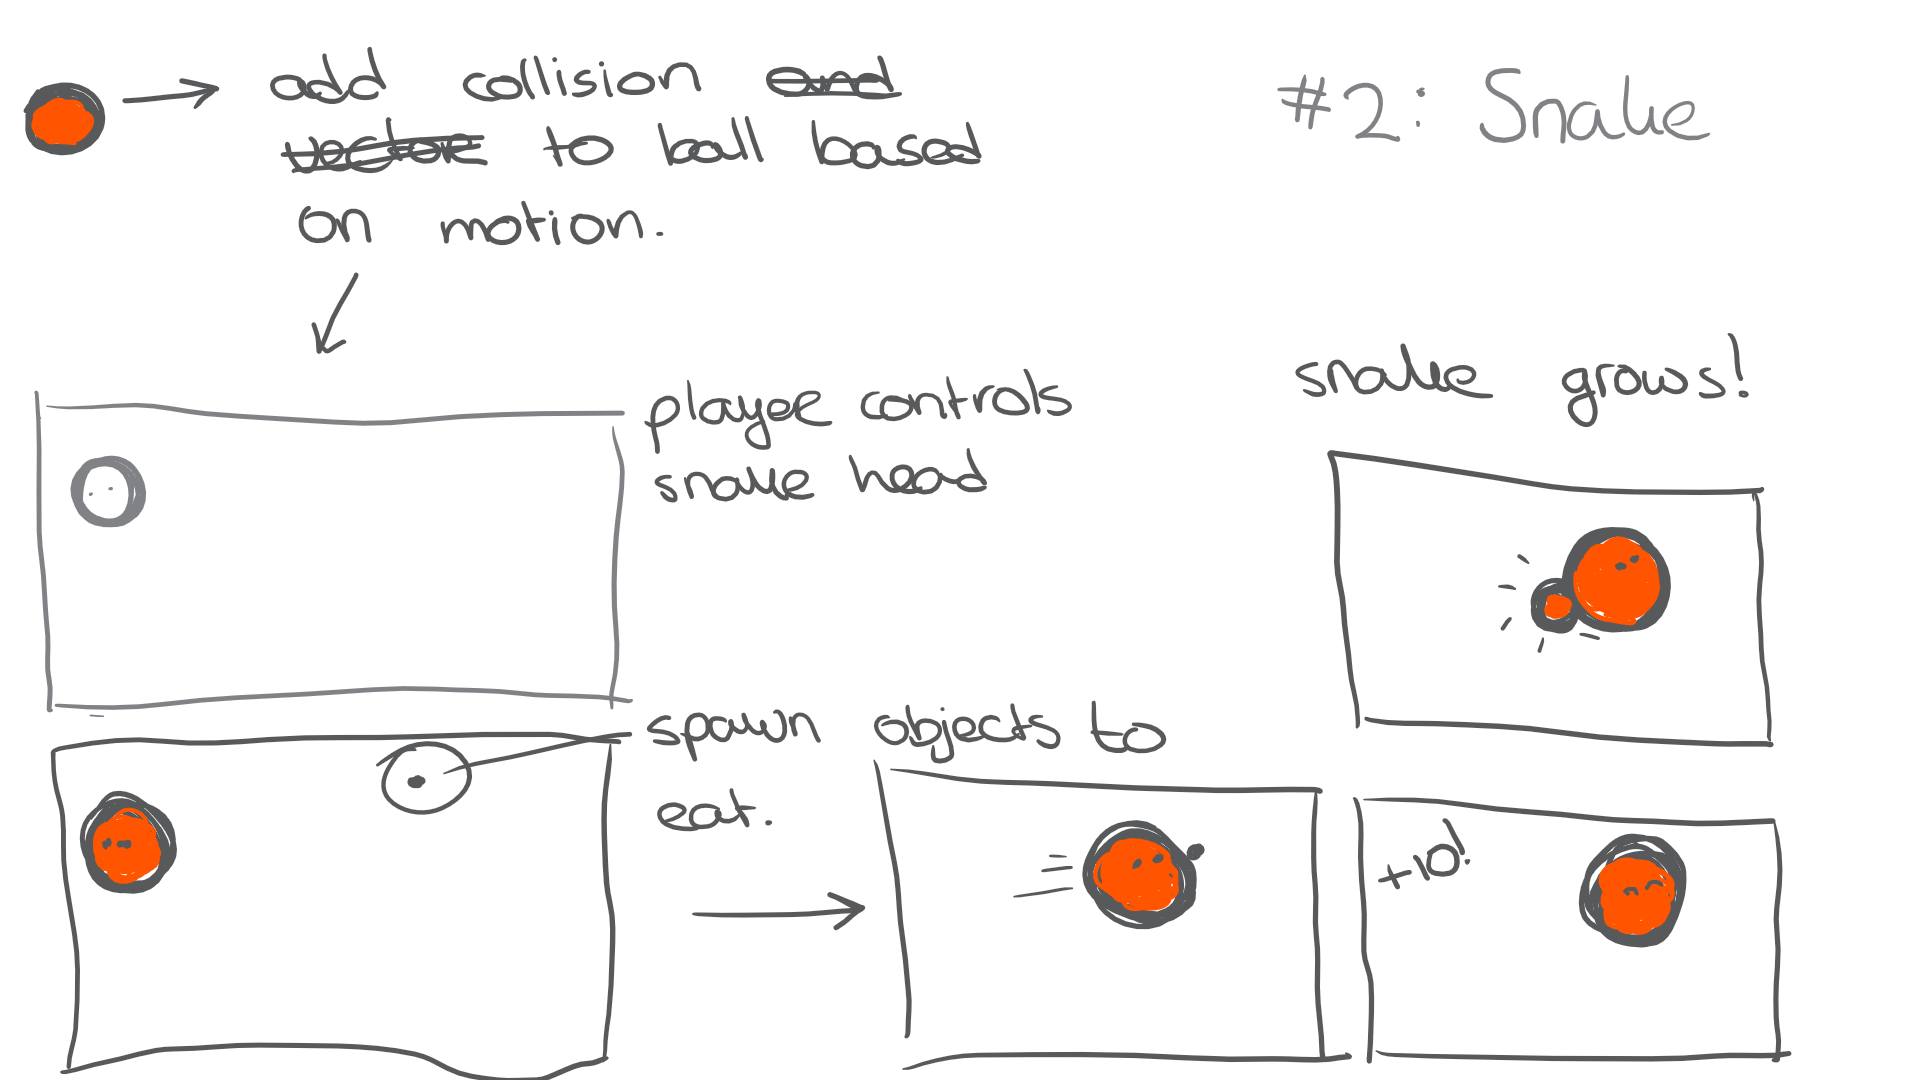 add collision and
vector to ball based
on motion.
#2: Snake
player controls
snake head
snake grows!
spawn objects to
eat.
+10!